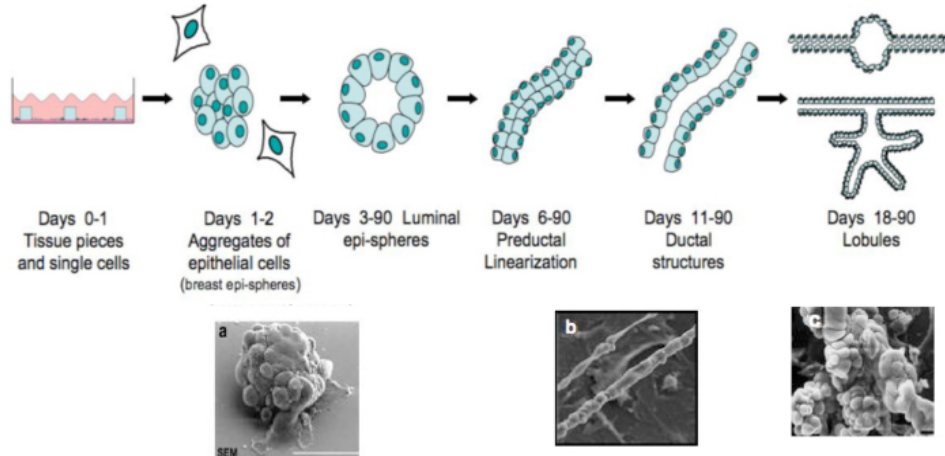 Days 0-1
Tissue pieces
and single cells
Days 1-2
Aggregates of
epithelial cells
(breast epi-spheres)
Days 3-90 Luminal
epi-spheres
Days 6-90
Preductal
Linearization
Days 11-90
Ductal
structures
Days 18-90
Lobules
a
SEM
b
c